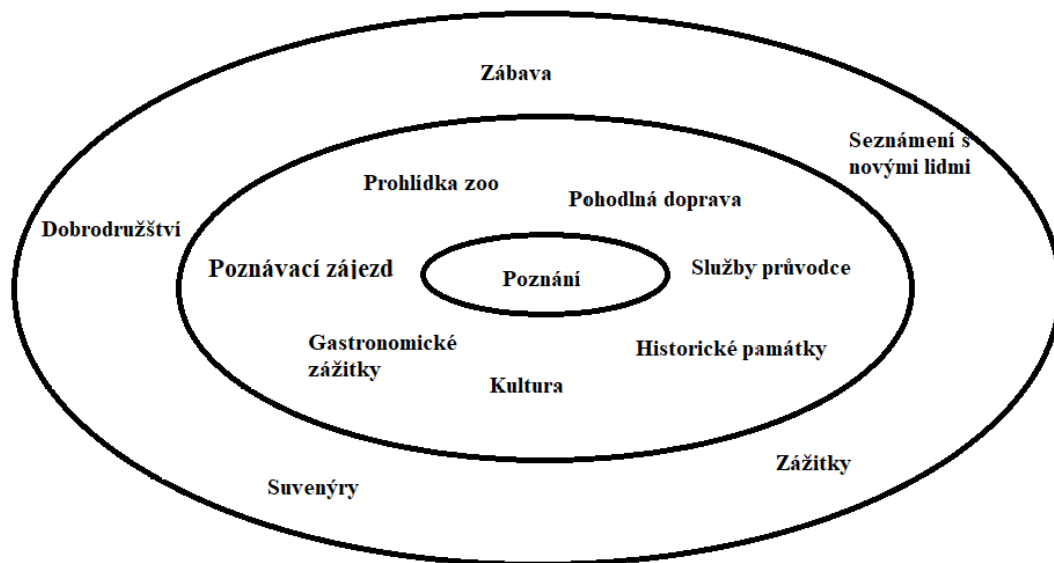 Zábava
Seznámení s
novými lidmi
Prohlídka zoo
Pohodlná doprava
Dobrodružštví
Poznávací zájezd
Poznání
Služby průvodce
Gastronomické
zážitky
Historické památky
Kultura
Zážitky
Suvenýry